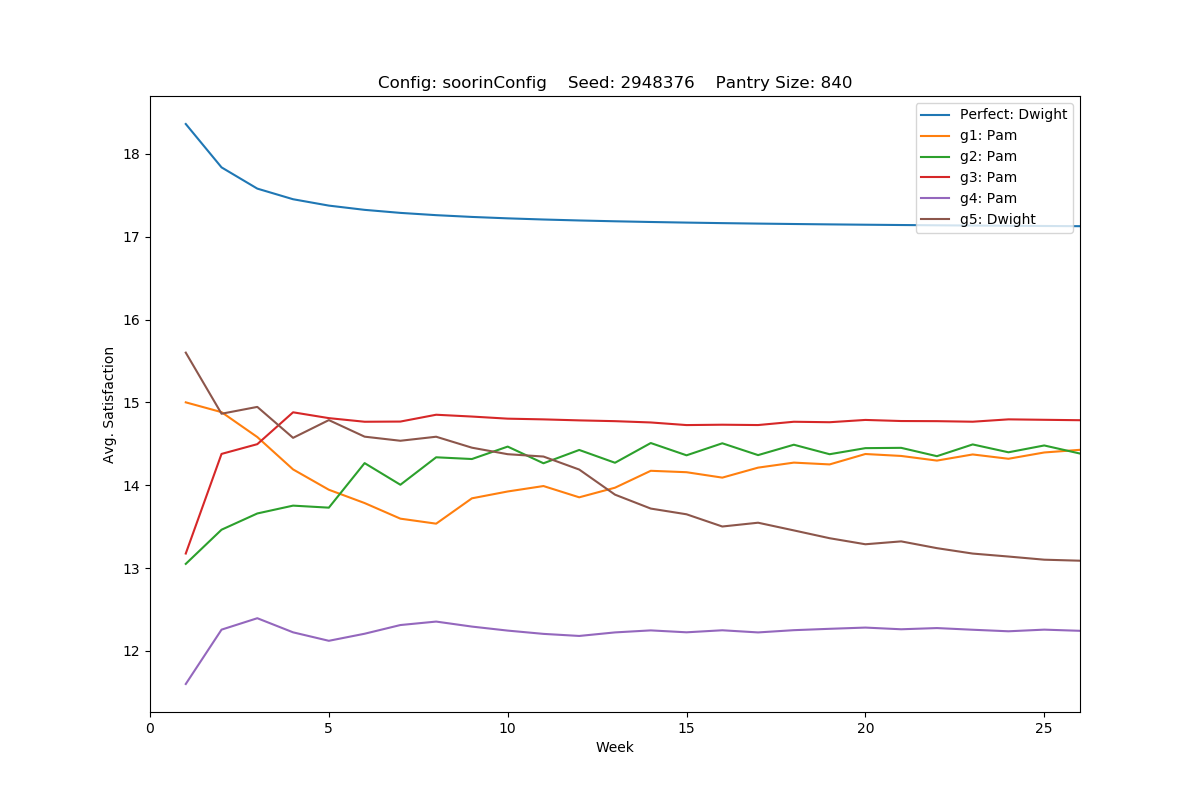 Config: soorinConfig    Seed: 2948376    Pantry Size: 840
Perfect: Dwight
g1: Pam
g2: Pam
g3: Pam
g4: Pam
g5: Dwight
Avg. Satisfaction
18
17
16
15
14
13
12
0 5 10 15 20 25
Week